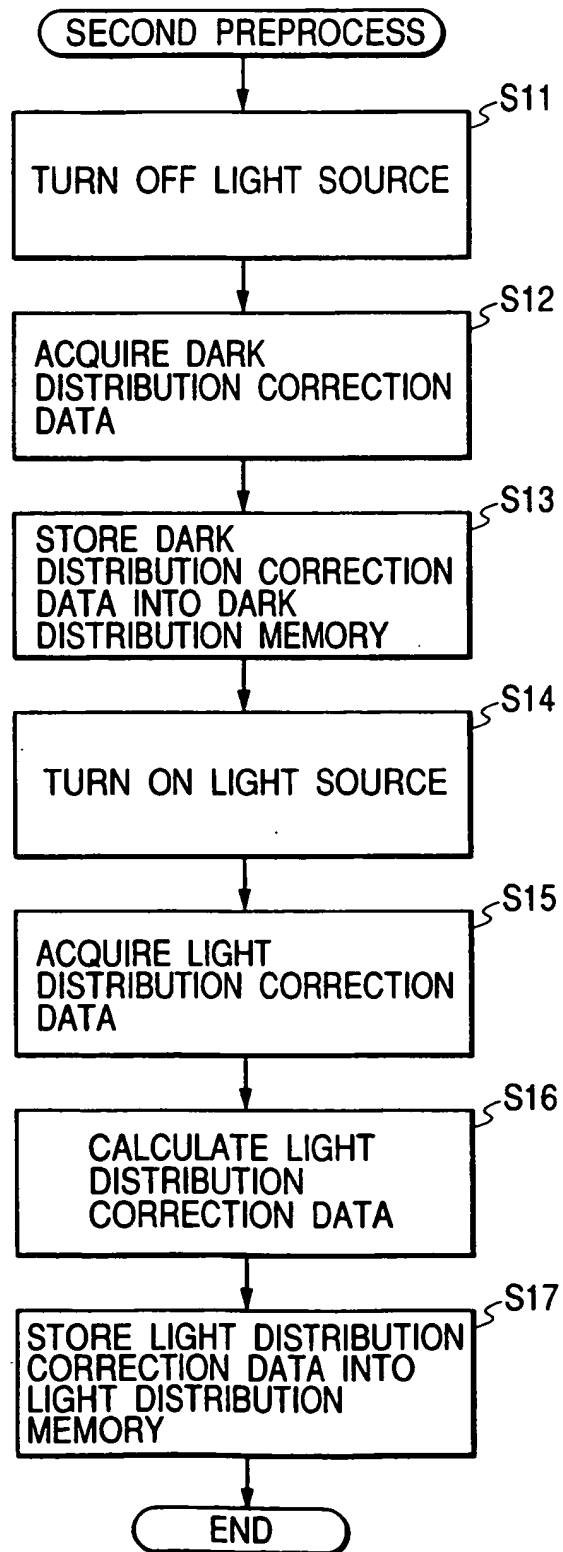 SECOND PREPROCESS
S11
TURN OFF LIGHT SOURCE
S12
ACQUIRE DARK
DISTRIBUTION CORRECTION
DATA
S13
STORE DARK
DISTRIBUTION CORRECTION
DATA INTO DARK
DISTRIBUTION MEMORY
S14
TURN ON LIGHT SOURCE
S15
ACQUIRE LIGHT
DISTRIBUTION CORRECTION
DATA
S16
CALCULATE LIGHT
DISTRIBUTION
CORRECTION DATA
S17
STORE LIGHT DISTRIBUTION
CORRECTION DATA INTO
LIGHT DISTRIBUTION
MEMORY
END